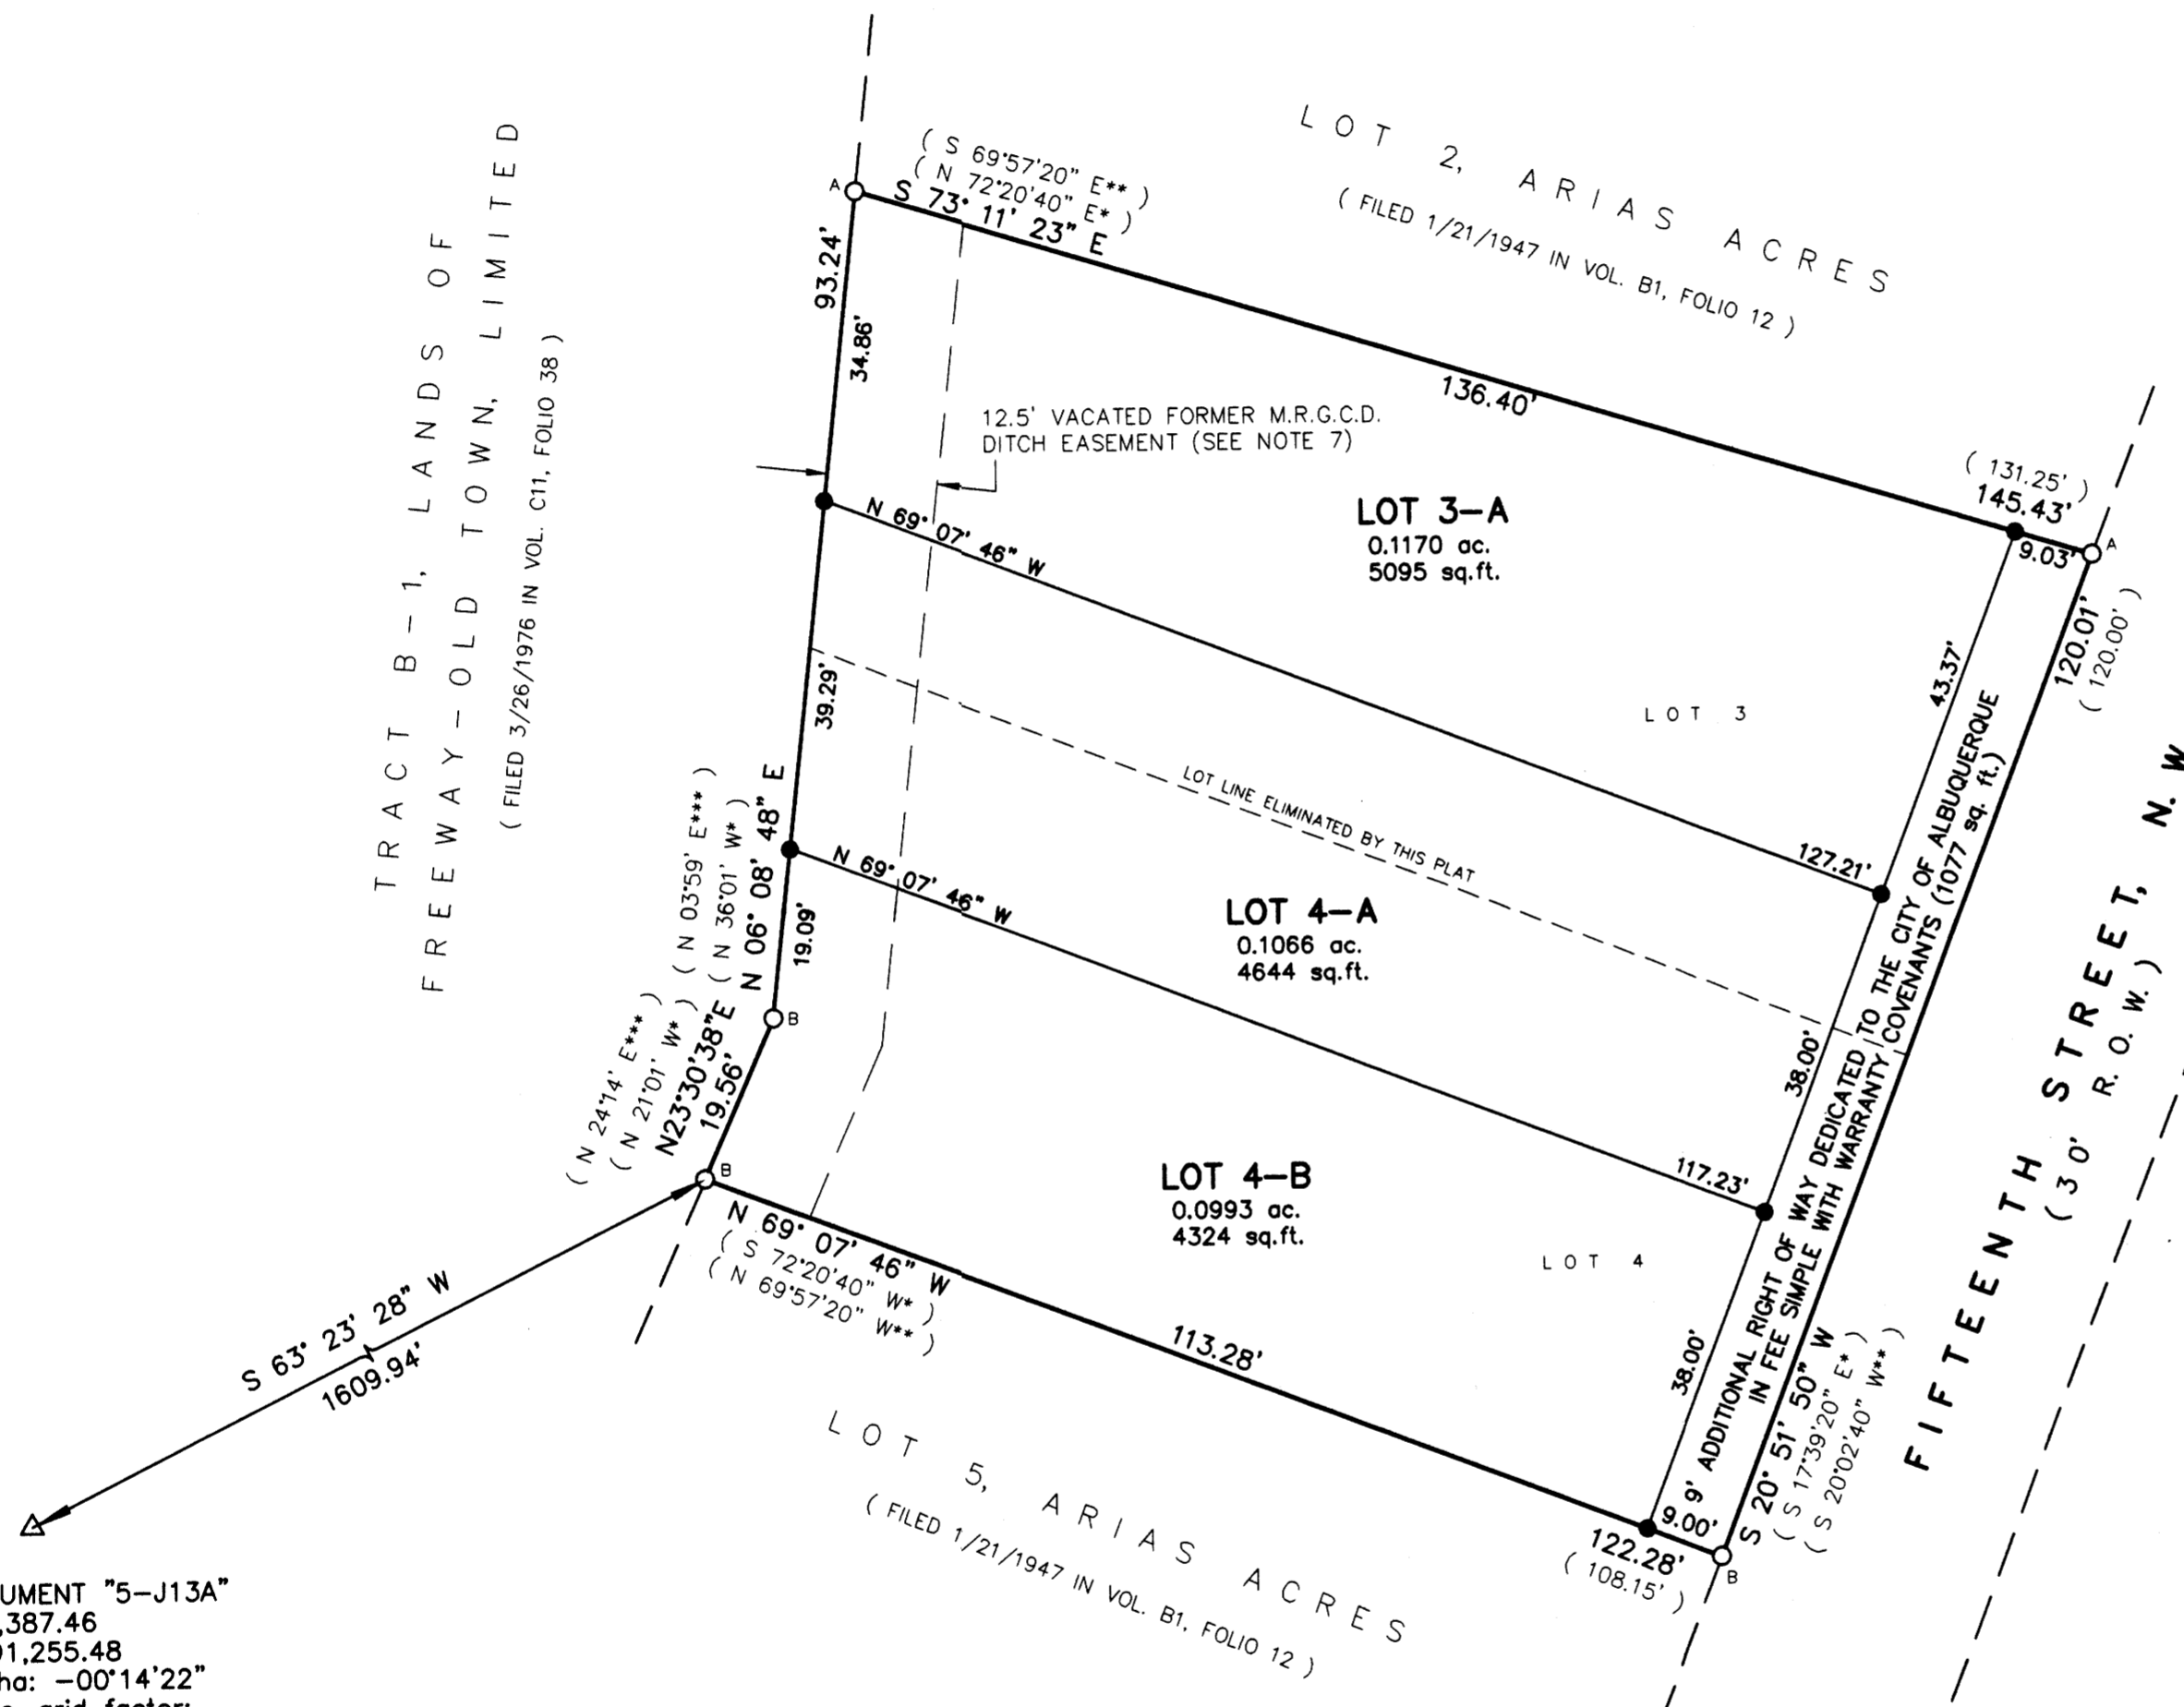 LOT 2, ARIAS ACRES
( FILED 1/21/1947 IN VOL. B1, FOLIO 12 )
( S 69°57'20" E** )
( N 72°20'40" E* )
S 73° 11' 23" E
A
93.24'
34.86'
136.40'
TRACT B-1, LANDS OF
FREEWAY-OLD TOWN, LIMITED
( FILED 3/26/1976 IN VOL. C11, FOLIO 38 )
12.5' VACATED FORMER M.R.G.C.D.
DITCH EASEMENT (SEE NOTE 7)
( 131.25' )
145.43'
9.03'
A
LOT 3-A
0.1170 ac.
5095 sq.ft.
N 69° 07' 46" W
120.01'
( 120.00' )
43.37'
39.29'
LOT 3
LOT LINE ELIMINATED BY THIS PLAT
127.21'
N 69° 07' 46" W
LOT 4-A
0.1066 ac.
4644 sq.ft.
( N 03°59' E*** )
( N 36°01' W* )
N 06° 08' 48" E
19.09'
B
38.00'
( N 24°14' E*** )
( N 21°01' W* )
N23°30'38"E
19.56'
B
117.23'
LOT 4-B
0.0993 ac.
4324 sq.ft.
LOT 4
N 69° 07' 46" W
( S 72°20'40" W* )
( N 69°57'20" W** )
113.28'
38.00'
9' ADDITIONAL RIGHT OF WAY DEDICATED TO THE CITY OF ALBUQUERQUE
IN FEE SIMPLE WITH WARRANTY COVENANTS (1077 sq. ft.)
S 20° 51' 50" W
( S 17°39'20" E* )
( S 20°02'40" W** )
FIFTEENTH STREET, N. W
( 30' R. O. W. )
S 63° 23' 28" W
1609.94'
9.00'
122.28'
( 108.15' )
B
LOT 5, ARIAS ACRES
( FILED 1/21/1947 IN VOL. B1, FOLIO 12 )
UMENT "5-J13A"
,387.46
1,255.48
ha: -00°14'22"
grid factor: